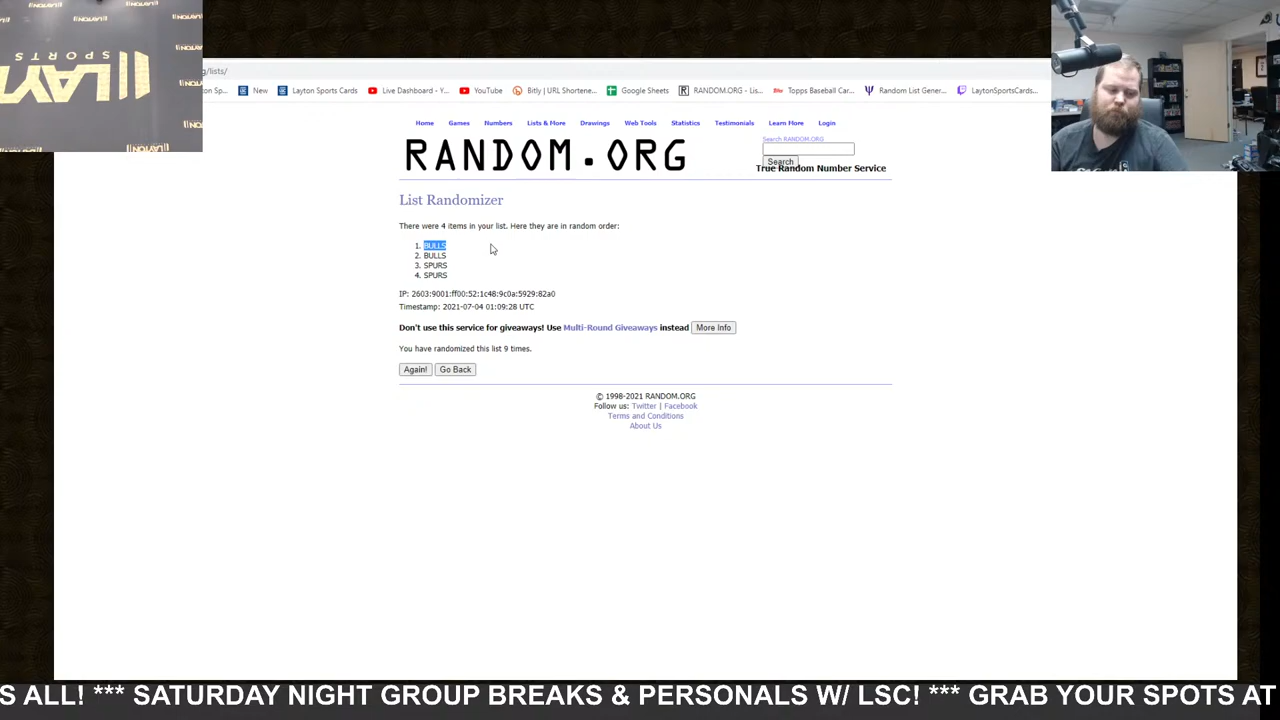 g/lists/
Sp... New Layton Sports Cards Live Dashboard - Y... YouTube Bitly | URL Shortene... Google Sheets RANDOM.ORG - Lis... Topps Baseball Car... Random List Gener... LaytonSportsCards...
Home Games Numbers Lists & More Drawings Web Tools Statistics Testimonials Learn More Login
RANDOM.ORG
Search RANDOM.ORG
Search
True Random Number Service
List Randomizer
There were 4 items in your list. Here they are in random order:
1. BULLS
2. BULLS
3. SPURS
4. SPURS
IP: 2603:9001:ff00:52:1c48:9c0a:5929:82a0
Timestamp: 2021-07-04 01:09:28 UTC
Don't use this service for giveaways! Use Multi-Round Giveaways instead More Info
You have randomized this list 9 times.
Again! Go Back
© 1998-2021 RANDOM.ORG
Follow us: Twitter | Facebook
Terms and Conditions
About Us
S ALL! *** SATURDAY NIGHT GROUP BREAKS & PERSONALS W/ LSC! *** GRAB YOUR SPOTS AT